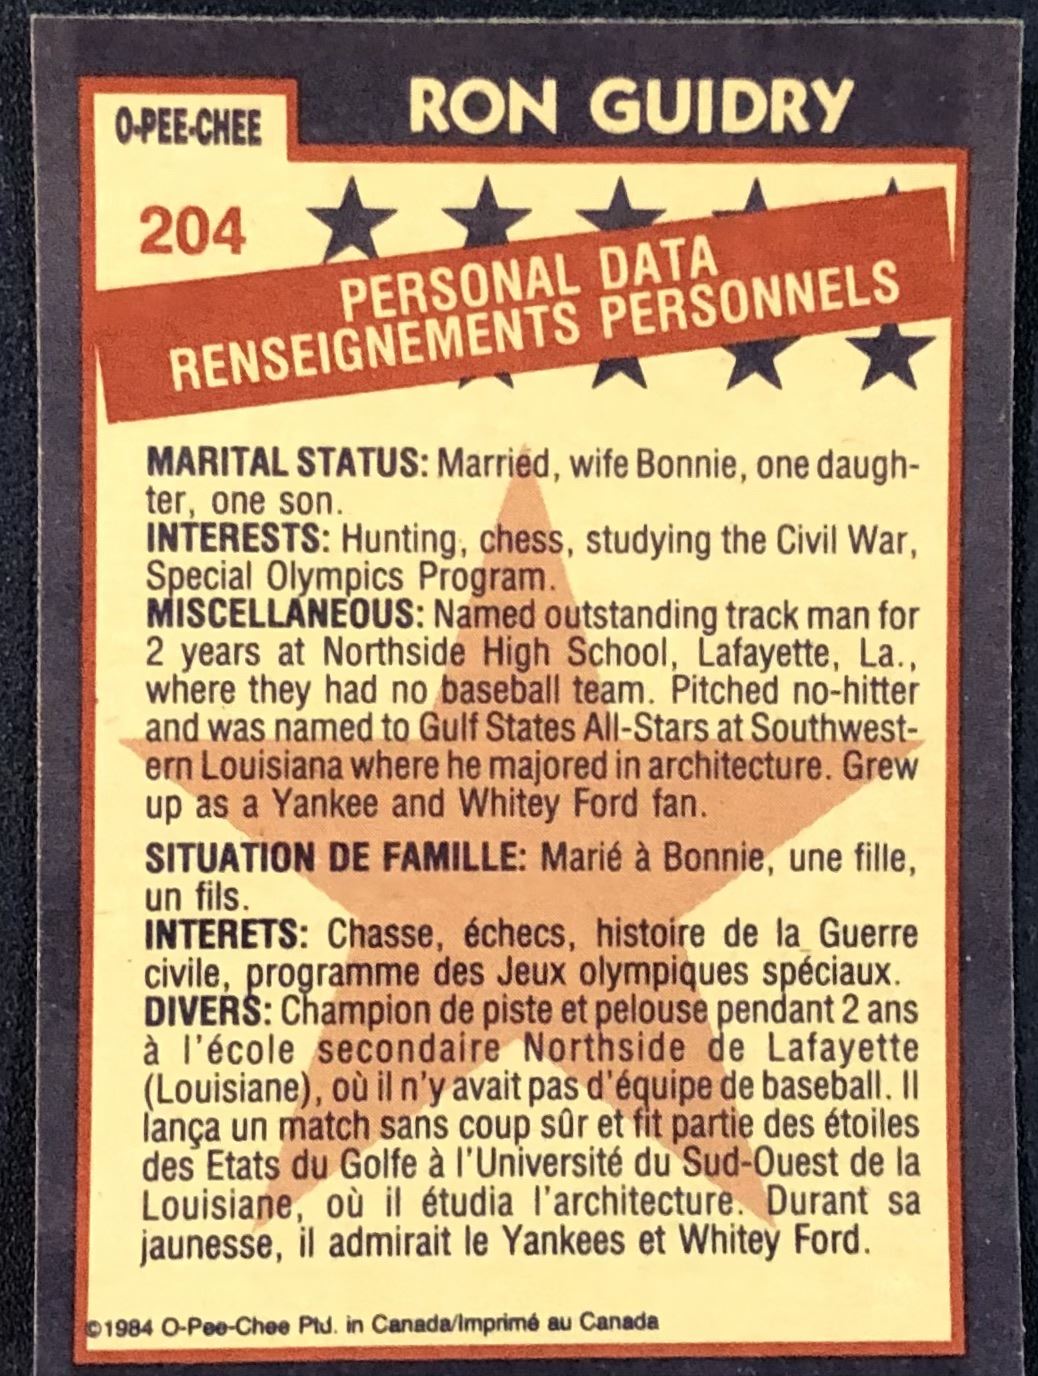 O-PEE-CHEE
RON GUIDRY
204
PERSONAL DATA
RENSEIGNEMENTS PERSONNELS
MARITAL STATUS: Married, wife Bonnie, one daugh-
ter, one son.
INTERESTS: Hunting, chess, studying the Civil War,
Special Olympics Program.
MISCELLANEOUS: Named outstanding track man for
2 years at Northside High School, Lafayette, La.,
where they had no baseball team. Pitched no-hitter
and was named to Gulf States All-Stars at Southwest-
ern Louisiana where he majored in architecture. Grew
up as a Yankee and Whitey Ford fan.
SITUATION DE FAMILLE: Marié à Bonnie, une fille,
un fils.
INTERETS: Chasse, échecs, histoire de la Guerre
civile, programme des Jeux olympiques spéciaux.
DIVERS: Champion de piste et pelouse pendant 2 ans
à l'école secondaire Northside de Lafayette
(Louisiane), où il n'y avait pas d'équipe de baseball. Il
lança un match sans coup sûr et fit partie des étoiles
des Etats du Golfe à l'Université du Sud-Ouest de la
Louisiane, où il étudia l'architecture. Durant sa
jaunesse, il admirait le Yankees et Whitey Ford.
©1984 O-Pee-Chee Ptd. in Canada/Imprimé au Canada